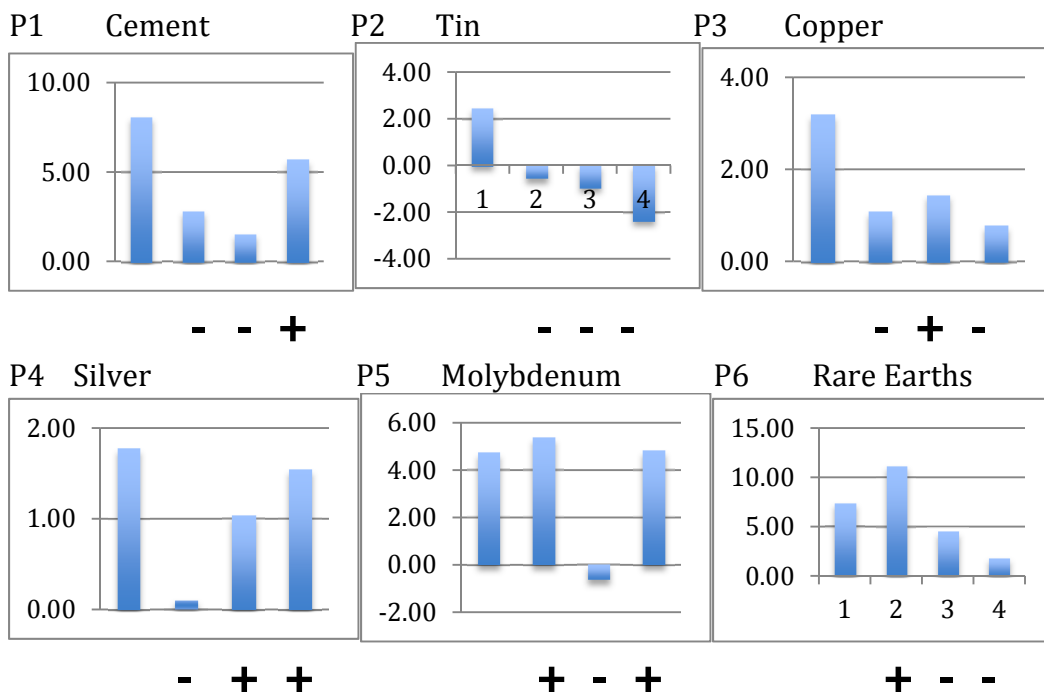 P1 Cement
10.00
5.00
0.00
- - +
P2 Tin
4.00
2.00
0.00
-2.00
-4.00
1 2 3 4
- - -
P3 Copper
4.00
2.00
0.00
- + -
P4 Silver
2.00
1.00
0.00
- + +
P5 Molybdenum
6.00
4.00
2.00
0.00
-2.00
+ - +
P6 Rare Earths
15.00
10.00
5.00
0.00
1 2 3 4
+ - -